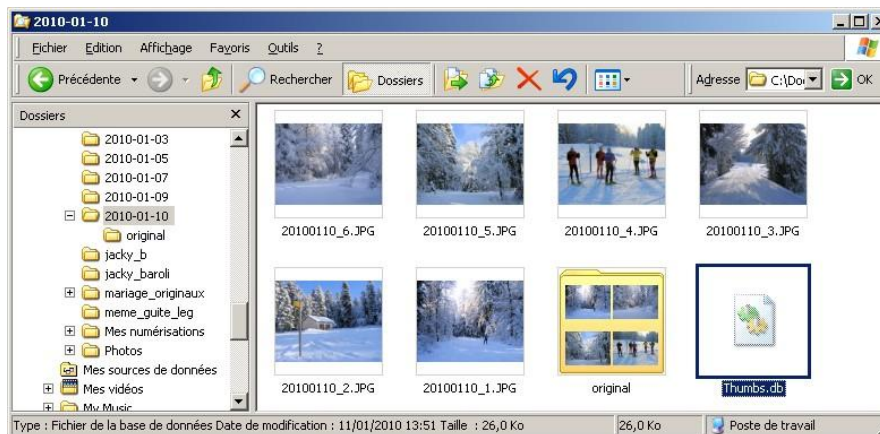 2010-01-10
Fichier Edition Affichage Favoris Outils ?
Précédente Rechercher Dossiers Adresse C:\Do OK
Dossiers
2010-01-03
2010-01-05
2010-01-07
2010-01-09
2010-01-10
original
jacky_b
jacky_baroli
mariage_originaux
meme_guite_leg
Mes numérisations
Photos
Mes sources de données
Mes vidéos
My Music
20100110_6.JPG 20100110_5.JPG 20100110_4.JPG 20100110_3.JPG
20100110_2.JPG 20100110_1.JPG original Thumbs.db
Type : Fichier de la base de données Date de modification : 11/01/2010 13:51 Taille : 26,0 Ko 26,0 Ko Poste de travail